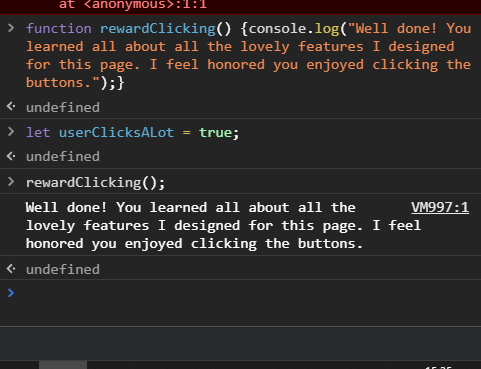 at <anonymous>:1:1
> function rewardClicking() {console.log("Well done! You
learned all about all the lovely features I designed
for this page. I feel honored you enjoyed clicking the
buttons.");}
<· undefined
> let userClicksALot = true;
<· undefined
> rewardClicking();
Well done! You learned all about all the VM997:1
lovely features I designed for this page. I feel
honored you enjoyed clicking the buttons.
<· undefined
>